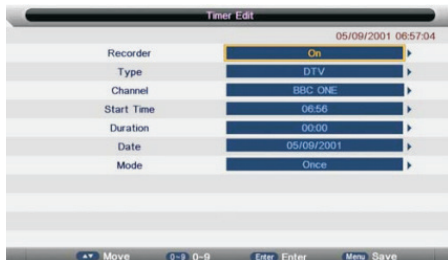 Timer Edit
05/09/2001 06:57:04
Recorder On
Type DTV
Channel BBC ONE
Start Time 06:56
Duration 00:00
Date 05/09/2001
Mode Once
Move 0~9 0-9 Enter Enter Menu Save